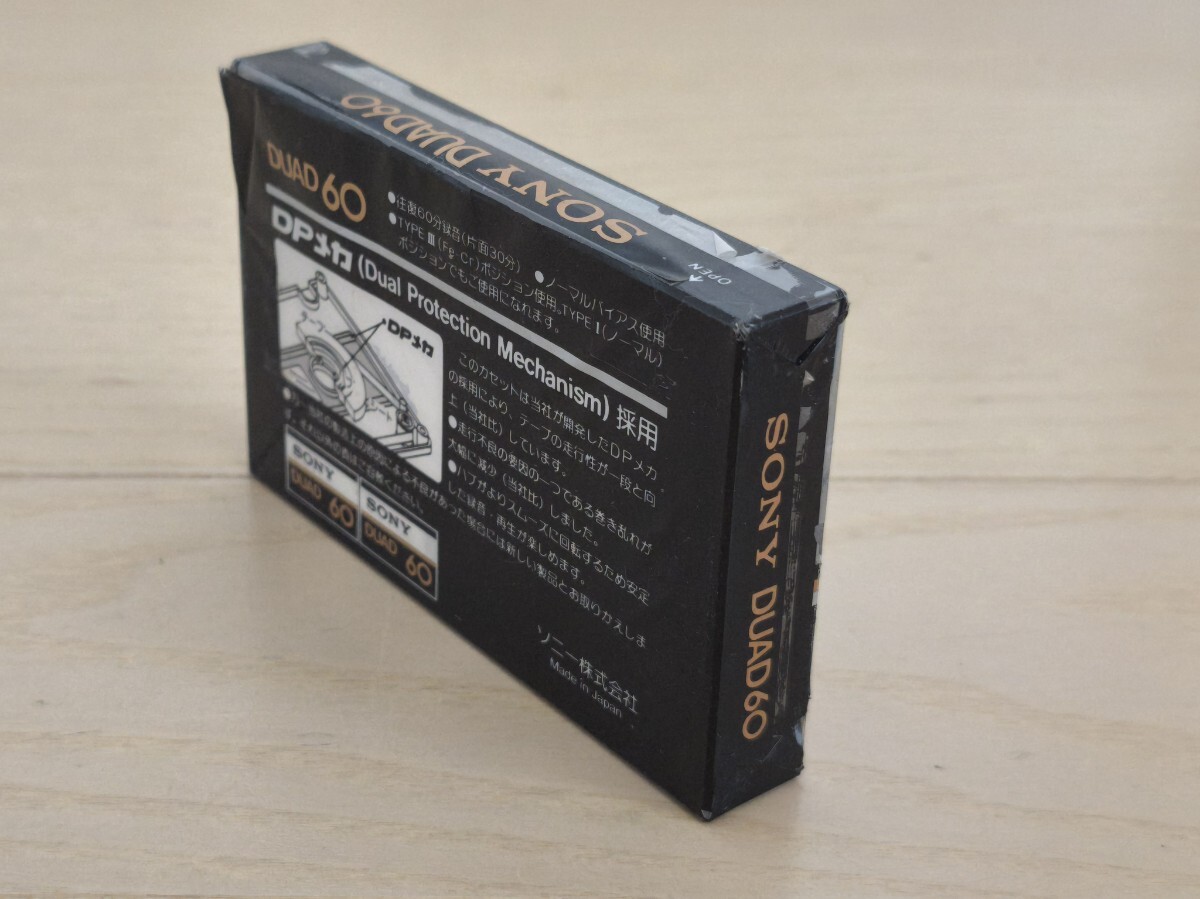 SONY DUAD60
OPEN
DUAD 60
●往復60分録音(片面30分) ●ノーマルバイアス使用
●TYPE III (Fe Cr)ポジション使用。TYPE I (ノーマル)
ポジションでもご使用になれます。
DPメカ (Dual Protection Mechanism) 採用
DPメカ
このカセットは当社が開発したDPメカ
の採用により、テープの走行性が一段と向
上(当社比)しています。
●走行不良の要因の一つである巻き乱れが
大幅に減少(当社比)しました。
●ハブがよりスムーズに回転するため安定
した録音・再生が楽しめます。
による不良があった場合には新しい製品とお取りかえしま
す。
SONY
DUAD 60
SONY
DUAD 60
ソニー株式会社
Made in Japan
SONY DUAD60